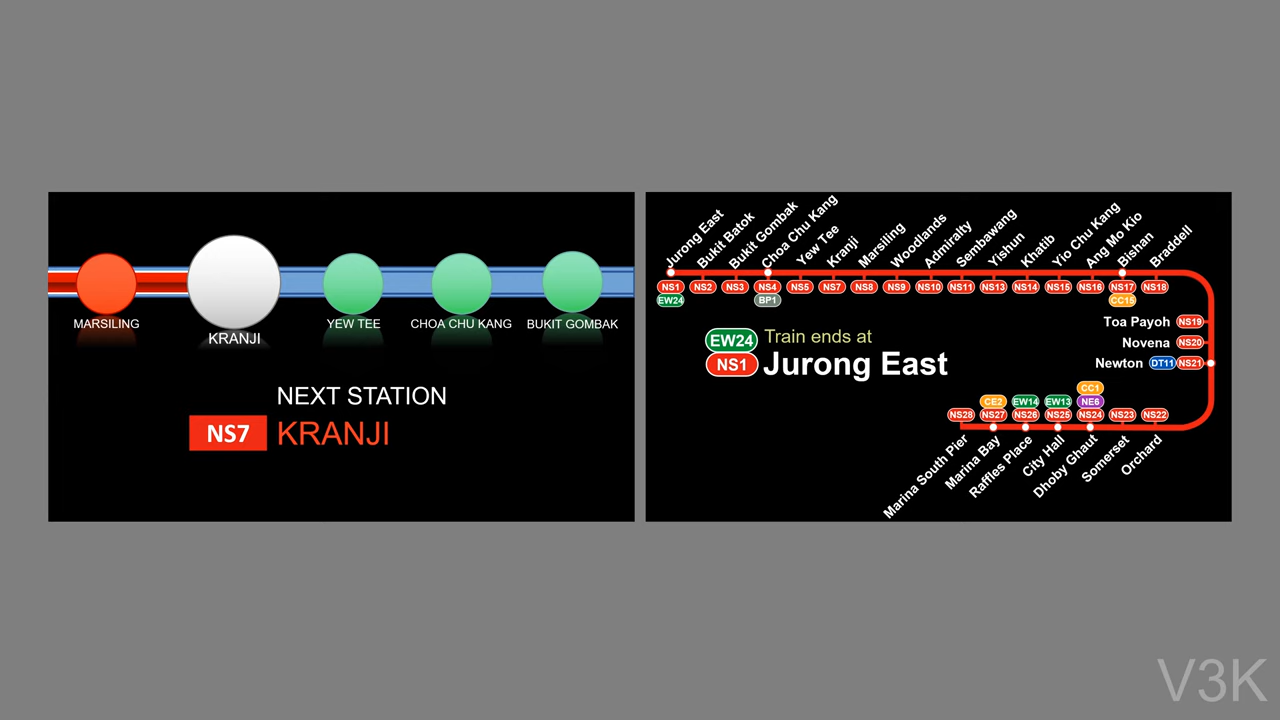 MARSILING
KRANJI
YEW TEE
CHOA CHU KANG
BUKIT GOMBAK
NEXT STATION
NS7 KRANJI
Jurong East
Bukit Batok
Bukit Gombak
Choa Chu Kang
Yew Tee
Kranji
Marsiling
Woodlands
Admiralty
Sembawang
Yishun
Khatib
Yio Chu Kang
Ang Mo Kio
Bishan
Braddell
NS1 NS2 NS3 NS4 NS5 NS7 NS8 NS9 NS10 NS11 NS13 NS14 NS15 NS16 NS17 NS18
EW24 BP1 CC15
Toa Payoh NS19
Novena NS20
Newton DT11 NS21
EW24 Train ends at
NS1 Jurong East
CC1
CE2 EW14 EW13 NE6
NS28 NS27 NS26 NS25 NS24 NS23 NS22
Marina South Pier
Marina Bay
Raffles Place
City Hall
Dhoby Ghaut
Somerset
Orchard
V3K